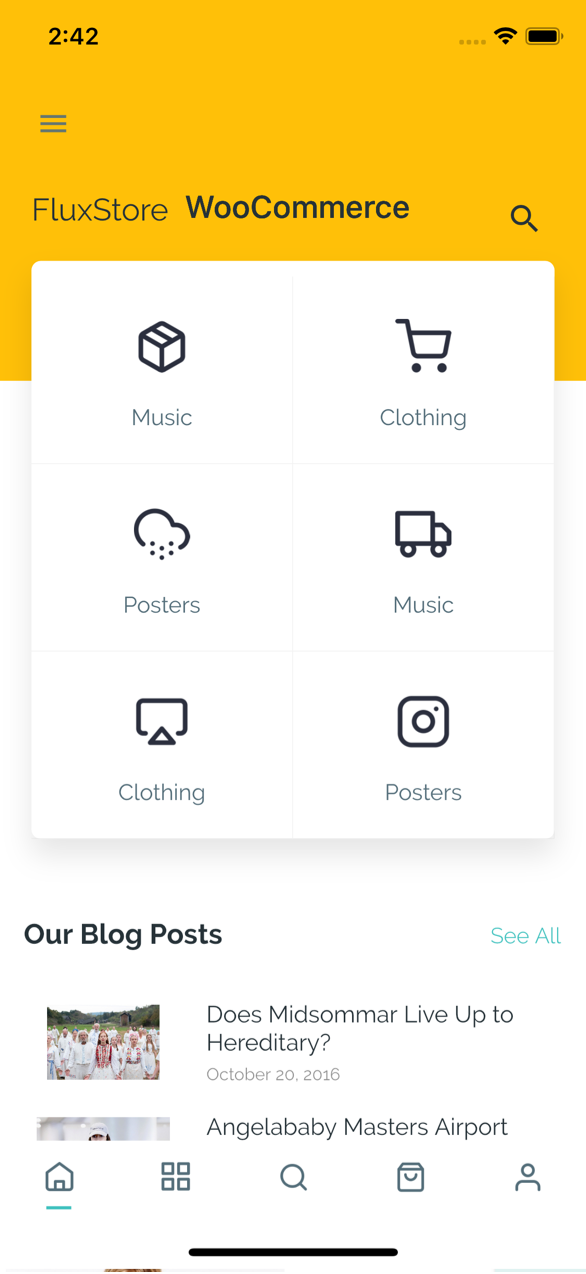 2:42
FluxStore WooCommerce
Music
Clothing
Posters
Music
Clothing
Posters
Our Blog Posts
See All
Does Midsommar Live Up to
Hereditary?
October 20, 2016
Angelababy Masters Airport